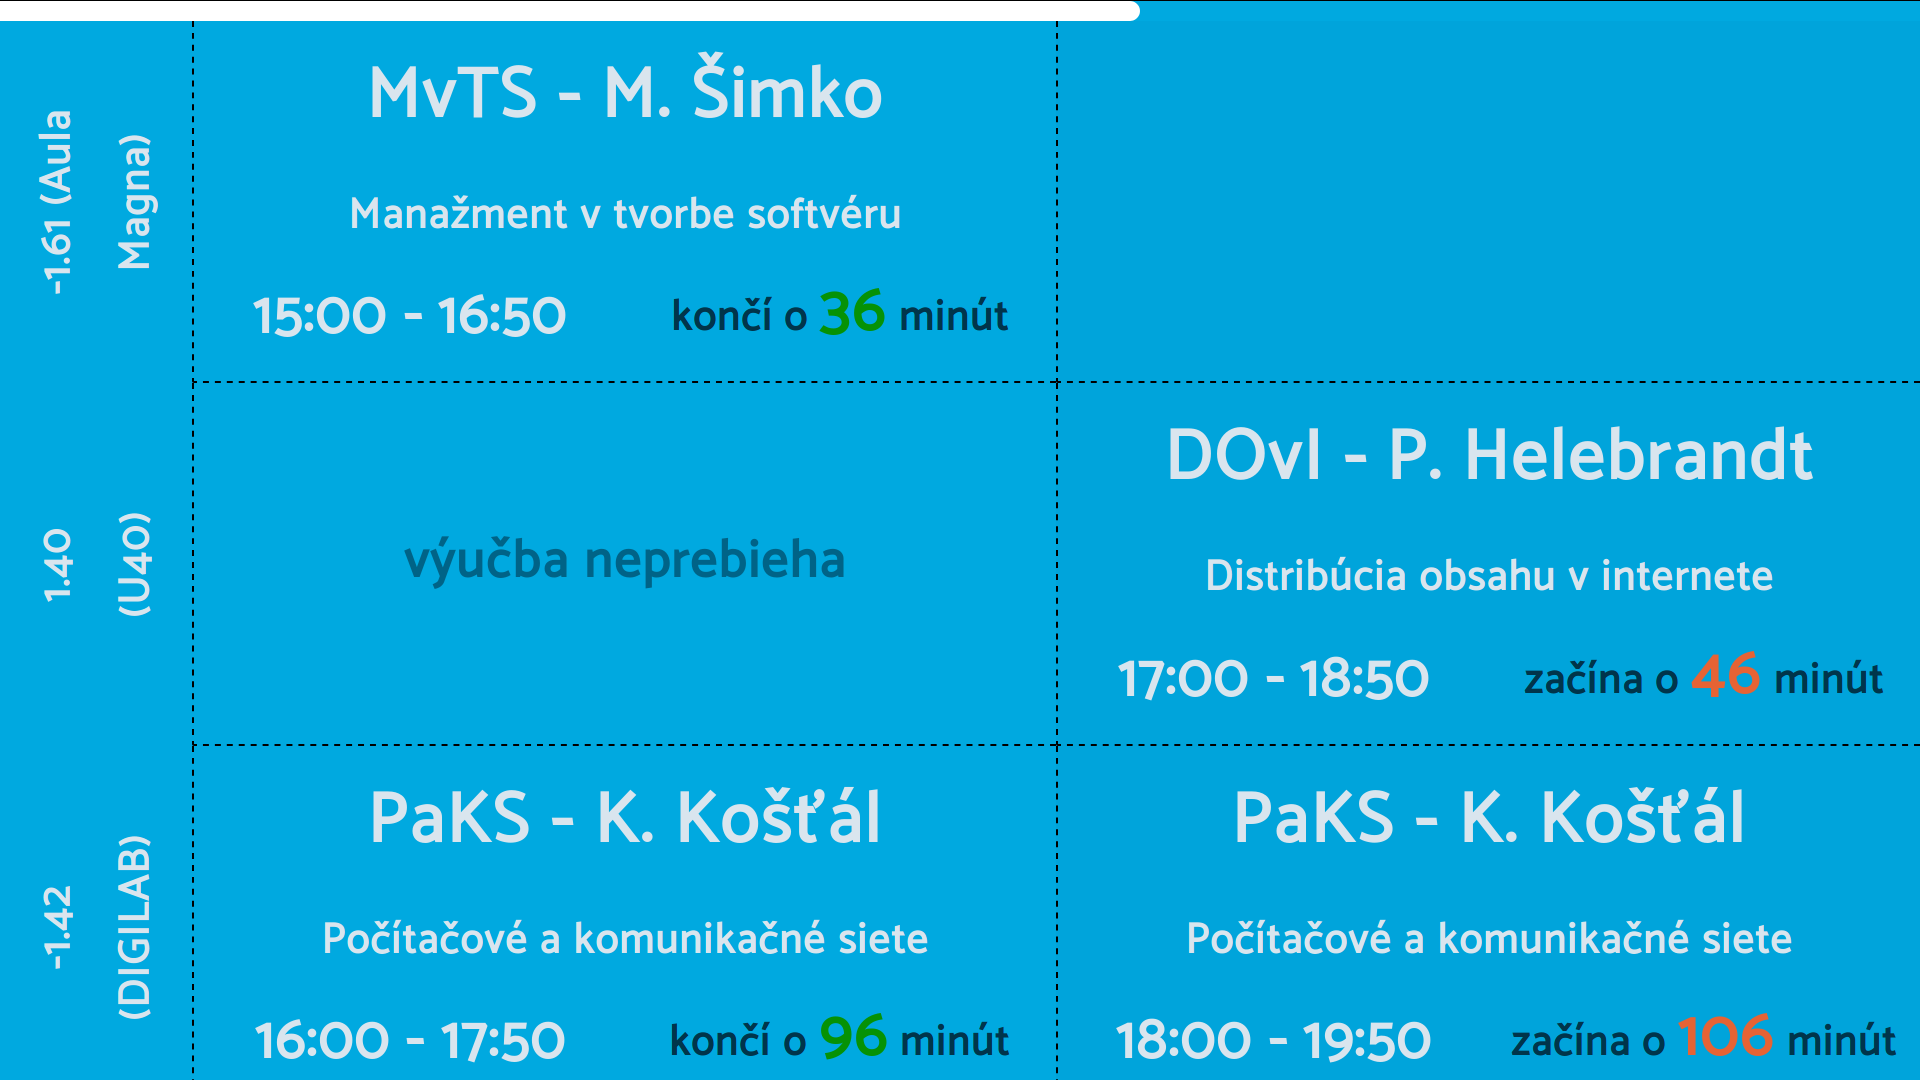 -1.61 (Aula
Magna)
MvTS - M. Šimko
Manažment v tvorbe softvéru
15:00 - 16:50 končí o 36 minút
1.40
(U40)
výučba neprebieha
DOvI - P. Helebrandt
Distribúcia obsahu v internete
17:00 - 18:50 začína o 46 minút
-1.42
(DIGILAB)
PaKS - K. Košťál
Počítačové a komunikačné siete
16:00 - 17:50 končí o 96 minút
PaKS - K. Košťál
Počítačové a komunikačné siete
18:00 - 19:50 začína o 106 minút